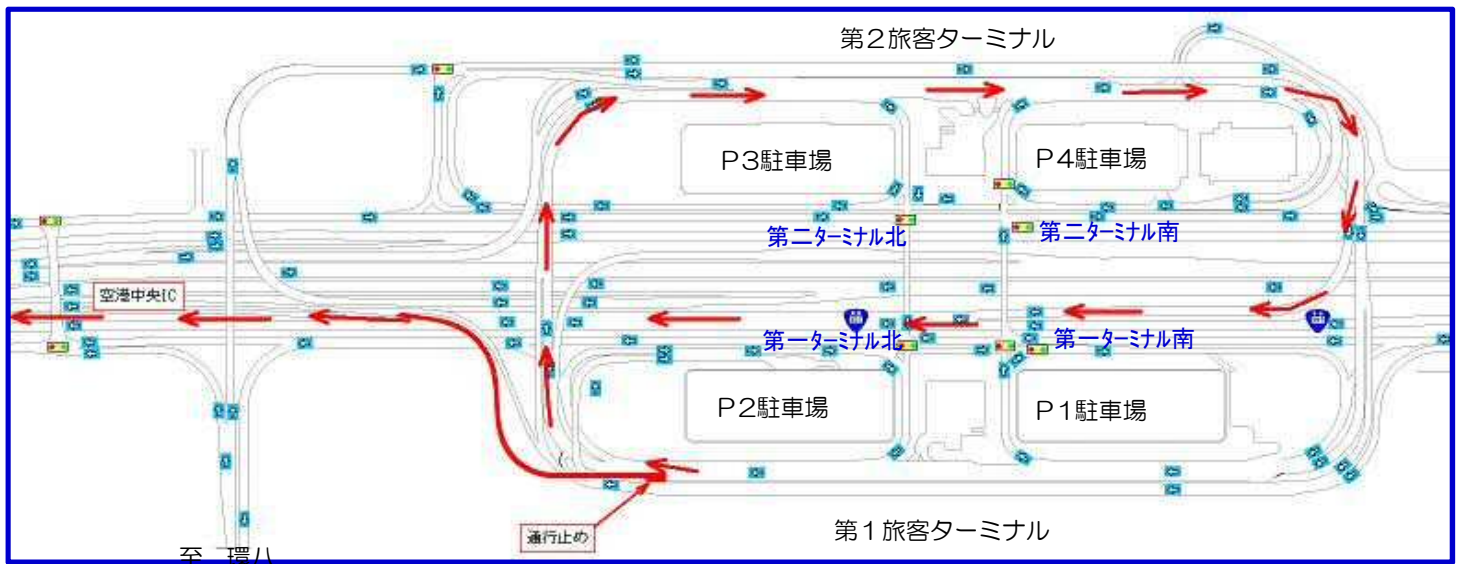 第2旅客ターミナル
P3駐車場
P4駐車場
第二ターミナル北
第二ターミナル南
空港中央IC
第一ターミナル北
第一ターミナル南
P2駐車場
P1駐車場
通行止め
第1旅客ターミナル
至 環八